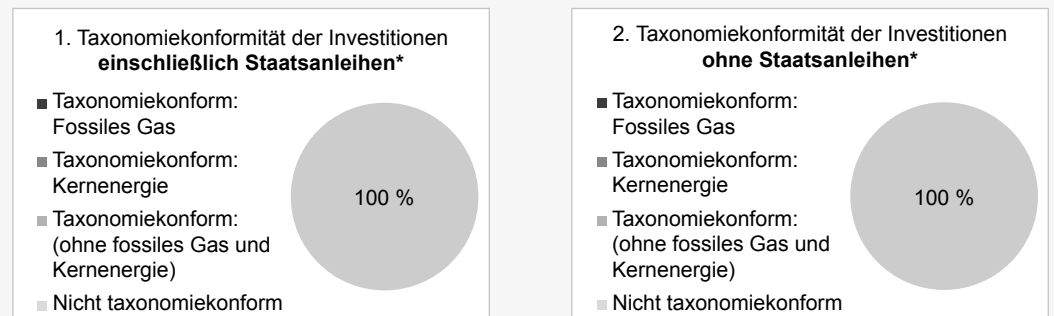 1. Taxonomiekonformität der Investitionen
einschließlich Staatsanleihen*
Taxonomiekonform:
Fossiles Gas
Taxonomiekonform:
Kernenergie
Taxonomiekonform:
(ohne fossiles Gas und
Kernenergie)
Nicht taxonomiekonform
100 %
2. Taxonomiekonformität der Investitionen
ohne Staatsanleihen*
Taxonomiekonform:
Fossiles Gas
Taxonomiekonform:
Kernenergie
Taxonomiekonform:
(ohne fossiles Gas und
Kernenergie)
Nicht taxonomiekonform
100 %